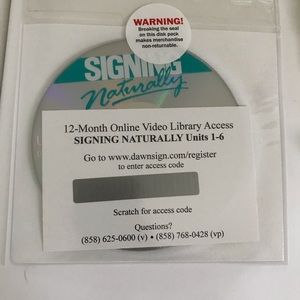 WARNING!
Breaking the seal
on this disk pack
makes merchandise
non-returnable.
SIGNING
Naturally
12-Month Online Video Library Access
SIGNING NATURALLY Units 1-6
Go to www.dawnsign.com/register
to enter access code
Scratch for access code
Questions?
(858) 625-0600 (v) • (858) 768-0428 (vp)